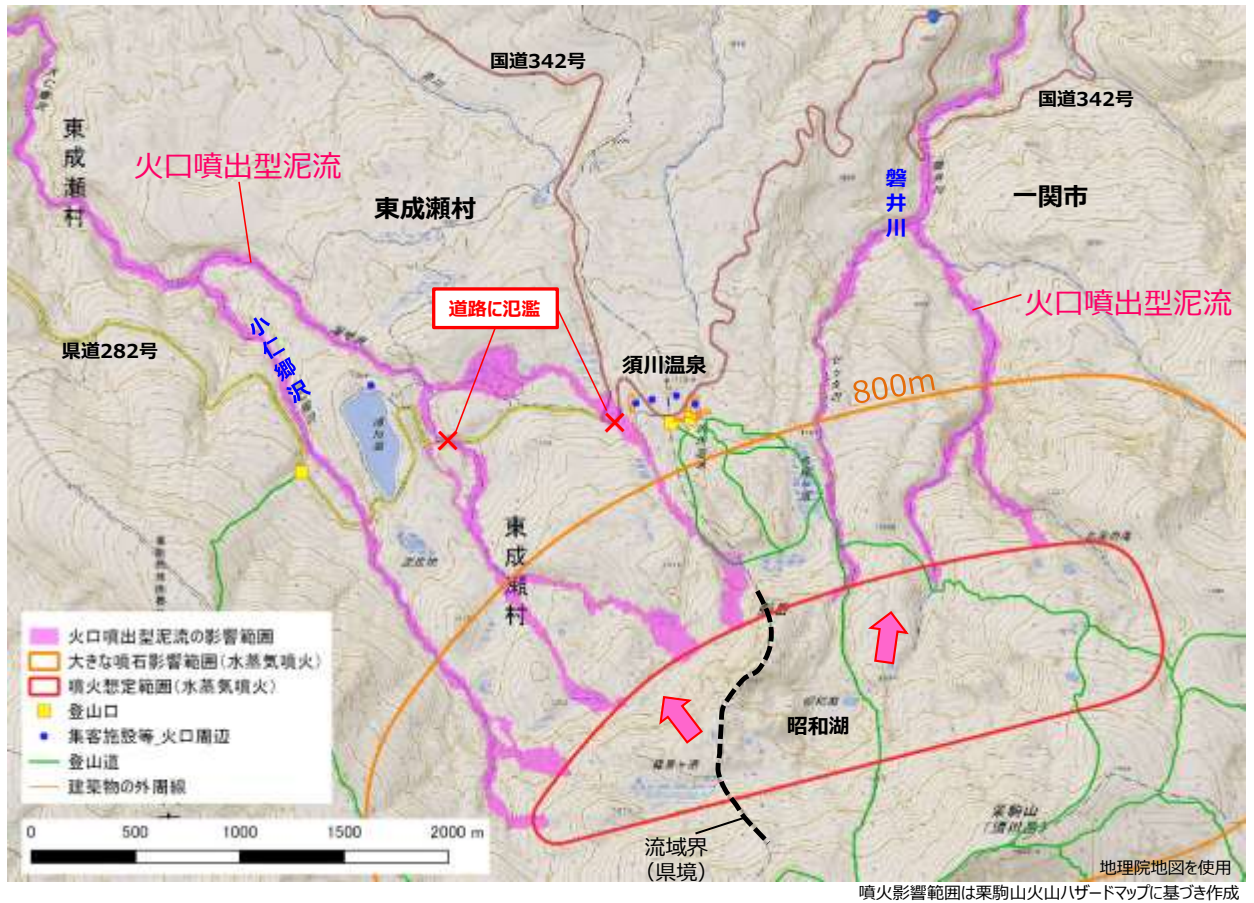 国道342号
国道342号
東成瀬村
火口噴出型泥流
東成瀬村
磐井川
一関市
道路に氾濫
火口噴出型泥流
小仁郷沢
県道282号
須川温泉
800m
東成瀬村
昭和湖
火口噴出型泥流の影響範囲
大きな噴石影響範囲(水蒸気噴火)
噴火想定範囲(水蒸気噴火)
登山口
集客施設等_火口周辺
登山道
建築物の外周線
0 500 1000 1500 2000 m
栗駒山
(須川岳)
流域界
(県境)
地理院地図を使用
噴火影響範囲は栗駒山火山ハザードマップに基づき作成